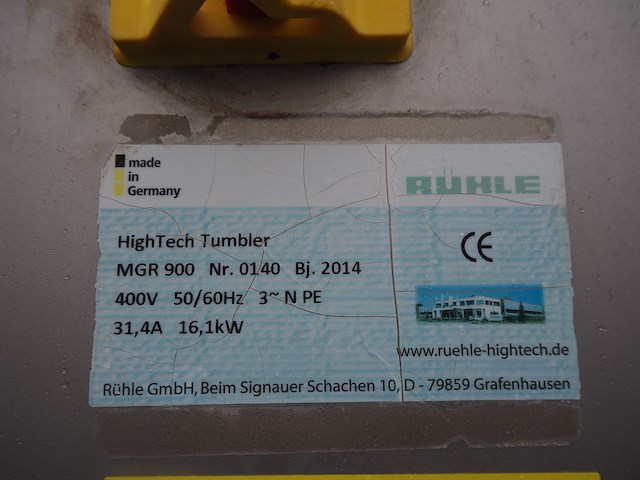 made
in
Germany
RÜHLE
HighTech Tumbler
MGR 900 Nr. 0140 Bj. 2014
400V 50/60Hz 3~ N PE
31,4A 16,1kW
CE
www.ruehle-hightech.de
Rühle GmbH, Beim Signauer Schachen 10, D - 79859 Grafenhausen